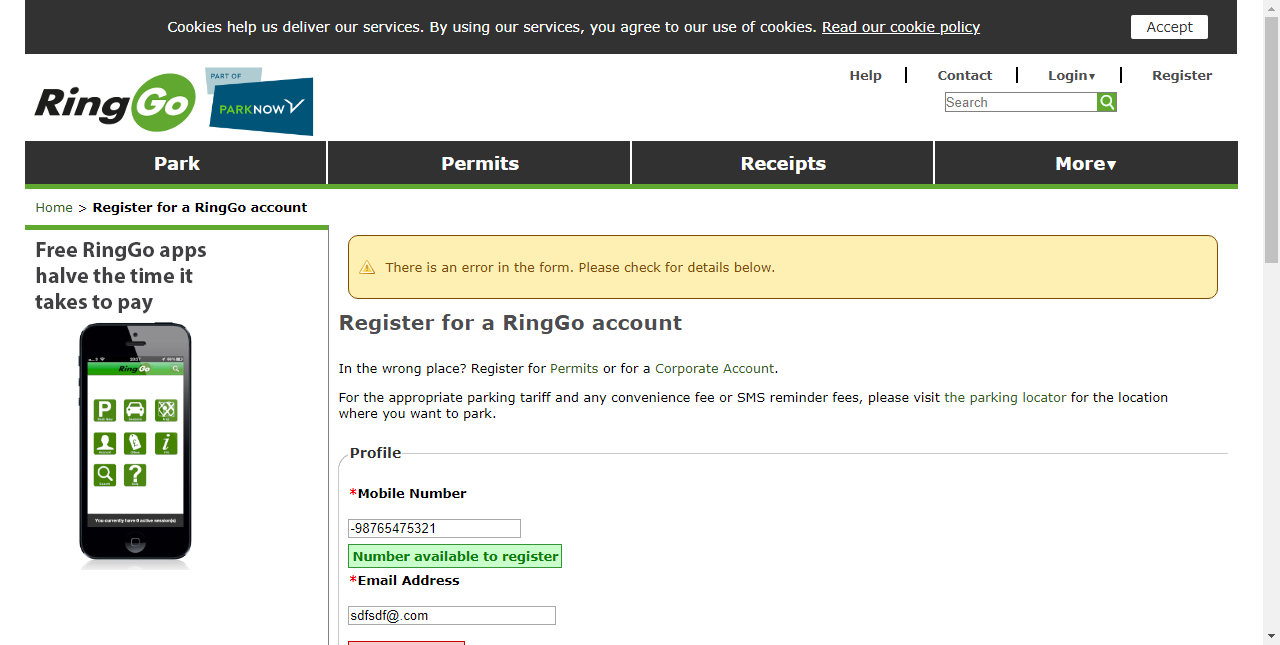 Cookies help us deliver our services. By using our services, you agree to our use of cookies. Read our cookie policy
Accept
RingGo
PART OF
PARKNOW
Help
Contact
Login▼
Register
Search
Park
Permits
Receipts
More▼
Home > Register for a RingGo account
Free RingGo apps
halve the time it
takes to pay
RingGo
You currently have 0 active session(s)
There is an error in the form. Please check for details below.
Register for a RingGo account
In the wrong place? Register for Permits or for a Corporate Account.
For the appropriate parking tariff and any convenience fee or SMS reminder fees, please visit the parking locator for the location
where you want to park.
Profile
*Mobile Number
-98765475321
Number available to register
*Email Address
sdfsdf@.com